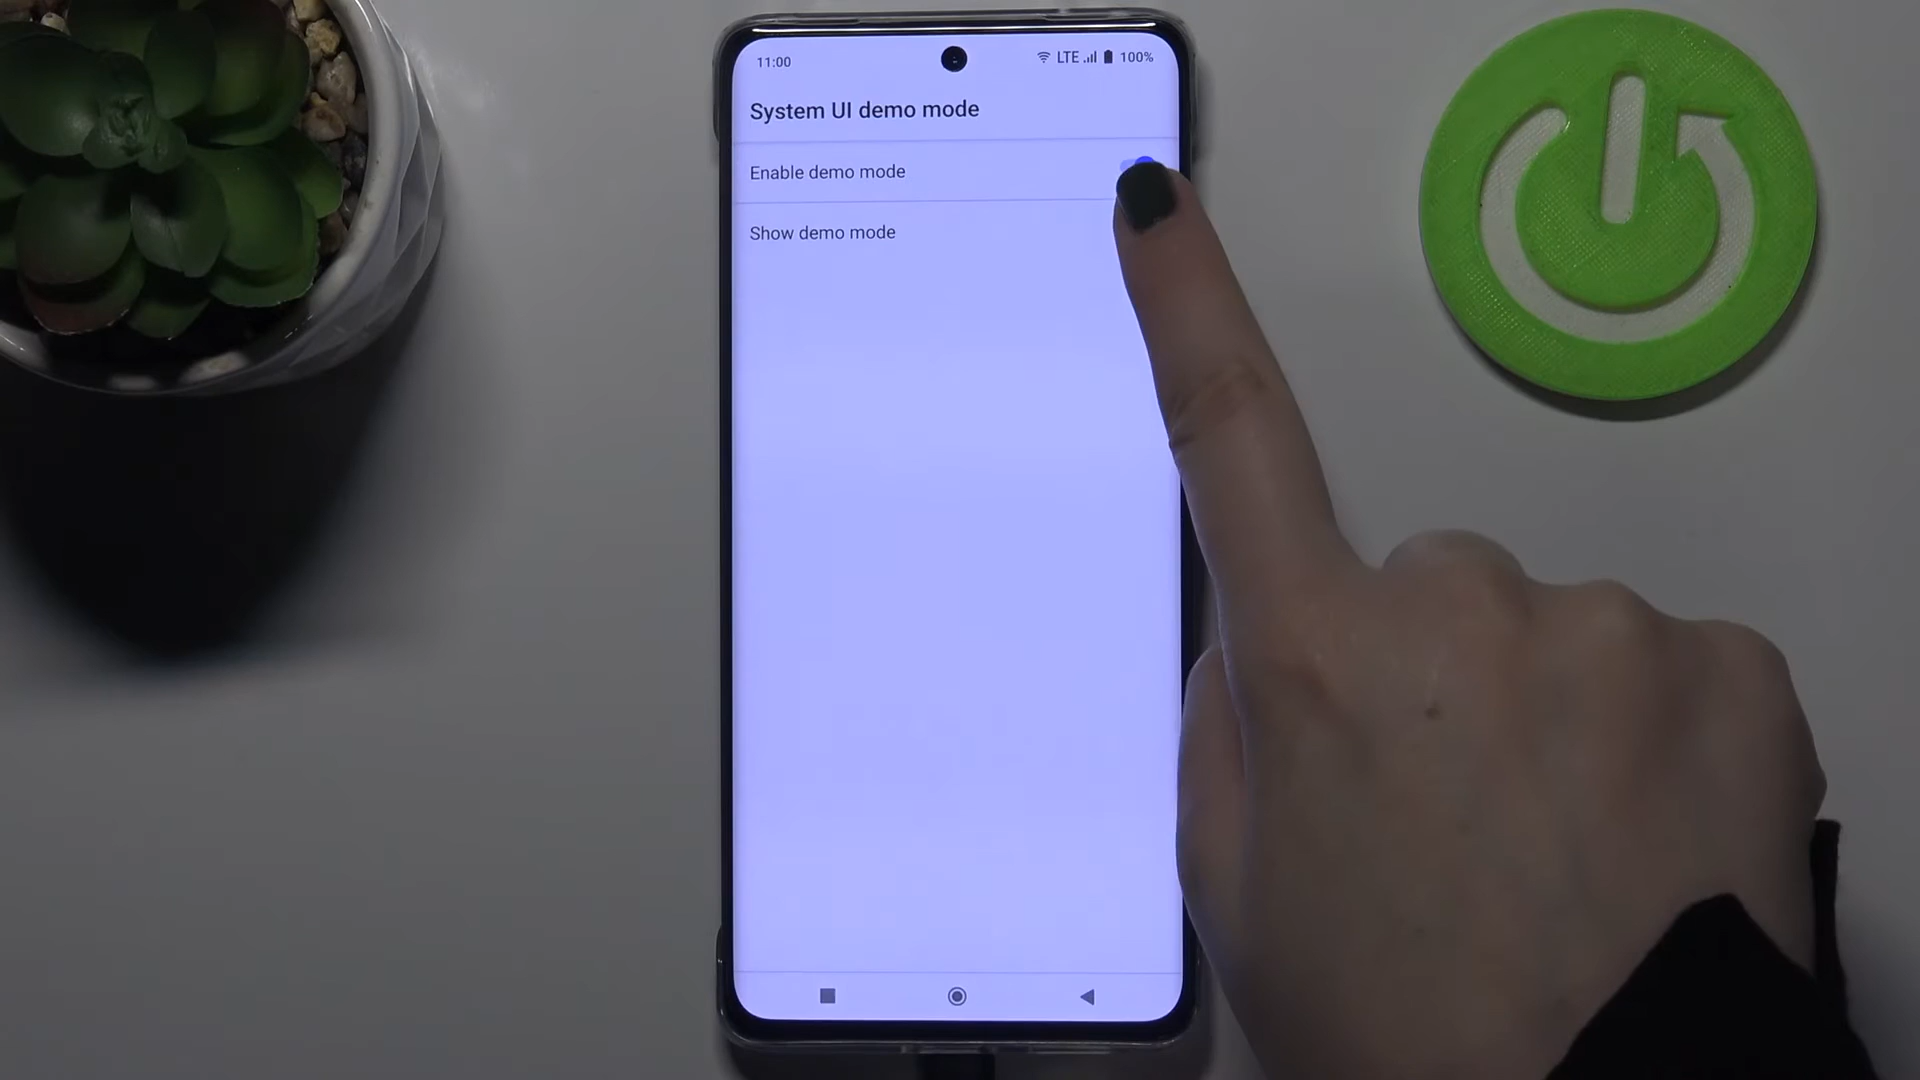 11:00 LTE 100%
System UI demo mode
Enable demo mode
Show demo mode